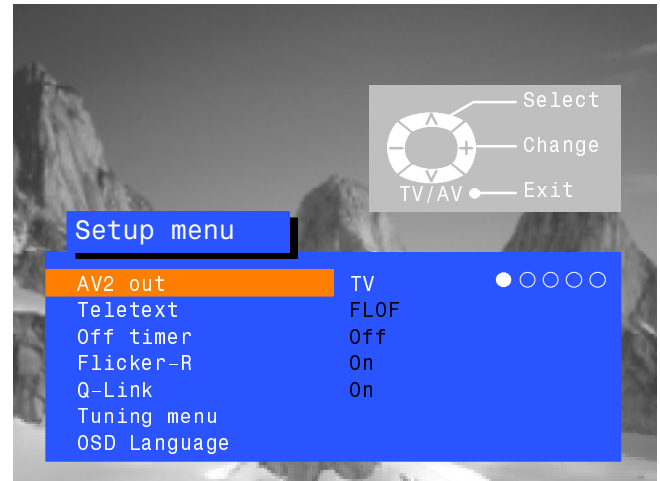 Select
Change
TV/AV Exit
Setup menu
AV2 out TV
Teletext FLOF
Off timer Off
Flicker-R On
Q-Link On
Tuning menu
OSD Language